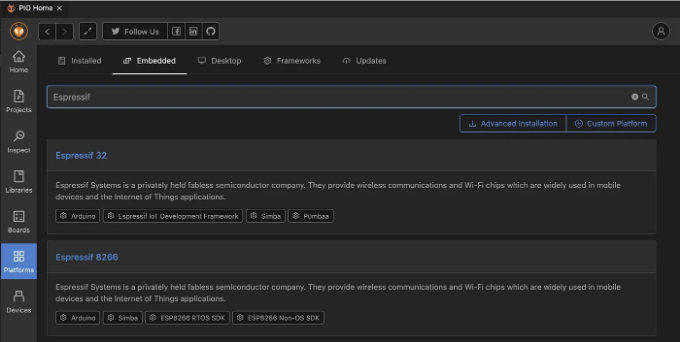 PIO Home
Follow Us
Home
Projects
Inspect
Libraries
Boards
Platforms
Devices
Installed Embedded Desktop Frameworks Updates
Espressif
Advanced Installation Custom Platform
Espressif 32
Espressif Systems is a privately held fabless semiconductor company. They provide wireless communications and Wi-Fi chips which are widely used in mobile
devices and the Internet of Things applications.
Arduino Espressif IoT Development Framework Simba Pumbaa
Espressif 8266
Espressif Systems is a privately held fabless semiconductor company. They provide wireless communications and Wi-Fi chips which are widely used in mobile
devices and the Internet of Things applications.
Arduino Simba ESP8266 RTOS SDK ESP8266 Non-OS SDK